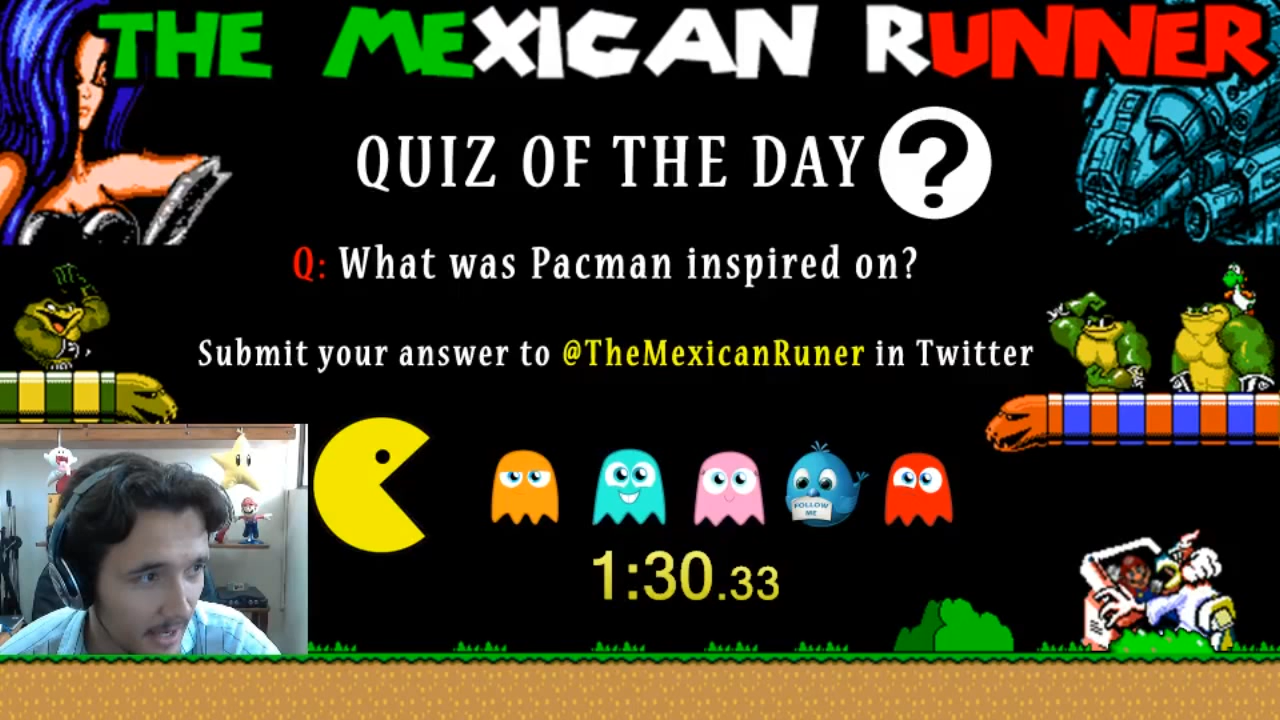 THE MEXICAN RUNNER
QUIZ OF THE DAY ?
Q: What was Pacman inspired on?
Submit your answer to @TheMexicanRuner in Twitter
FOLLOW
ME
1:30.33